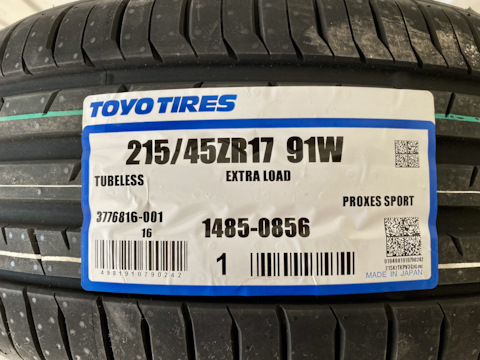 TOYO TIRES
215/45ZR17 91W
TUBELESS EXTRA LOAD
PROXES SPORT
3776816-001
16
1485-0856
1
4981910790242
MADE IN JAPAN